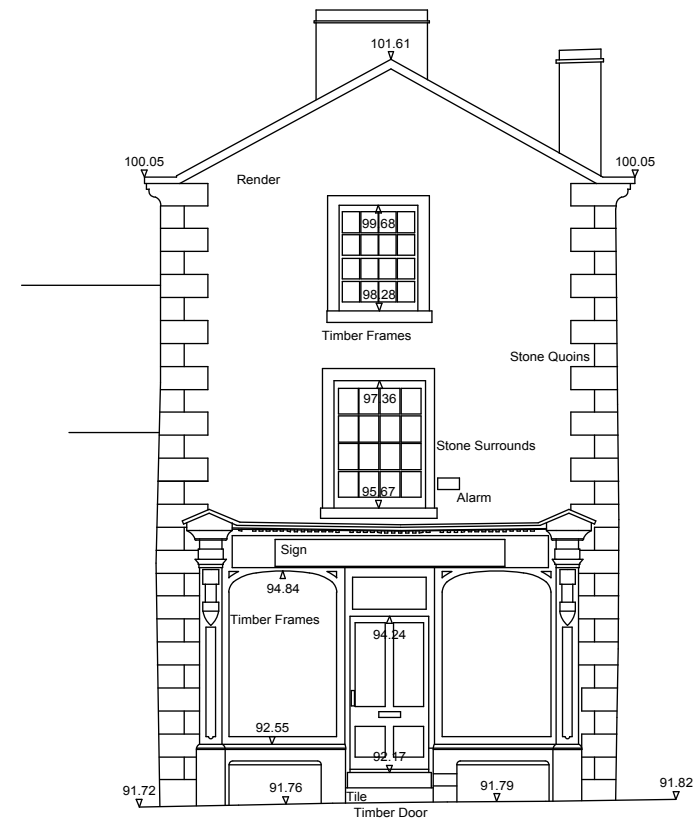 101.61
100.05
100.05
Render
99.68
98.28
Timber Frames
Stone Quoins
97.36
Stone Surrounds
95.67
Alarm
Sign
94.84
Timber Frames
94.24
92.55
92.17
91.72
91.76
91.79
91.82
Tile
Timber Door